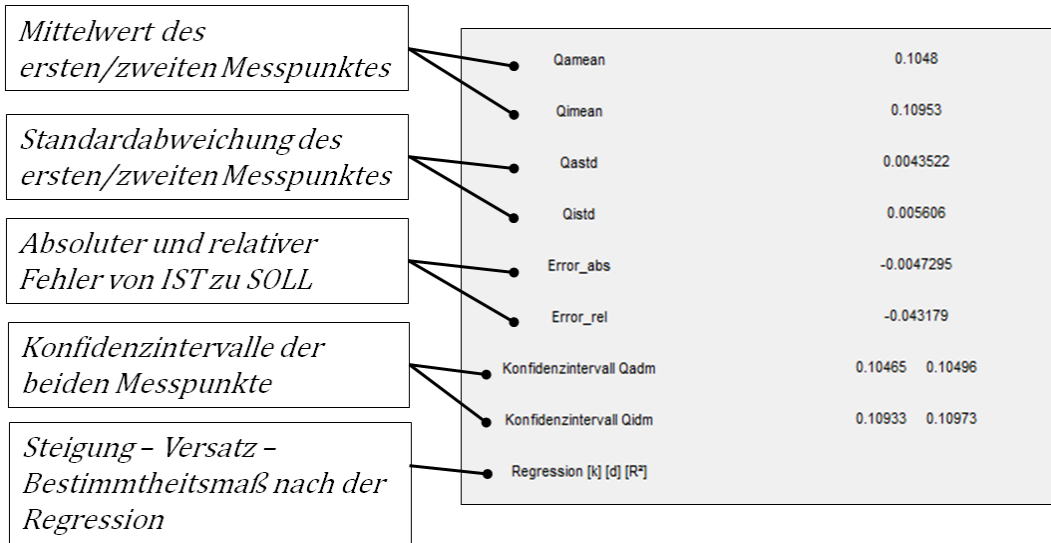 Mittelwert des
ersten/zweiten Messpunktes
Standardabweichung des
ersten/zweiten Messpunktes
Absoluter und relativer
Fehler von IST zu SOLL
Konfidenzintervalle der
beiden Messpunkte
Steigung – Versatz –
Bestimmtheitsmaß nach der
Regression
Qamean 0.1048
Qimean 0.10953
Qastd 0.0043522
Qistd 0.005606
Error_abs -0.0047295
Error_rel -0.043179
Konfidenzintervall Qadm 0.10465 0.10496
Konfidenzintervall Qidm 0.10933 0.10973
Regression [k] [d] [R²]